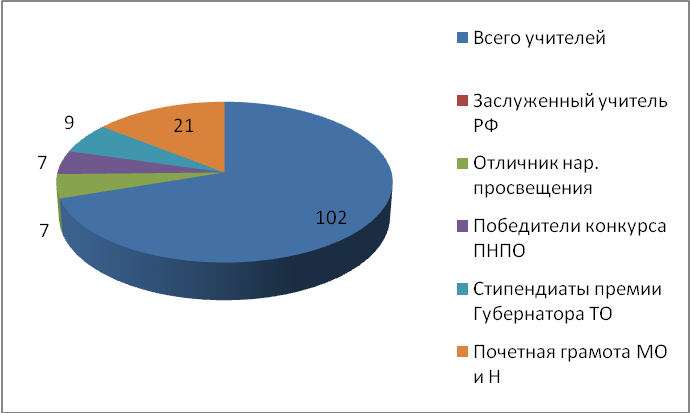 Всего учителей
Заслуженный учитель
РФ
Отличник нар.
просвещения
Победители конкурса
ПНПО
Стипендиаты премии
Губернатора ТО
Почетная грамота МО
и Н
9
21
7
7
102